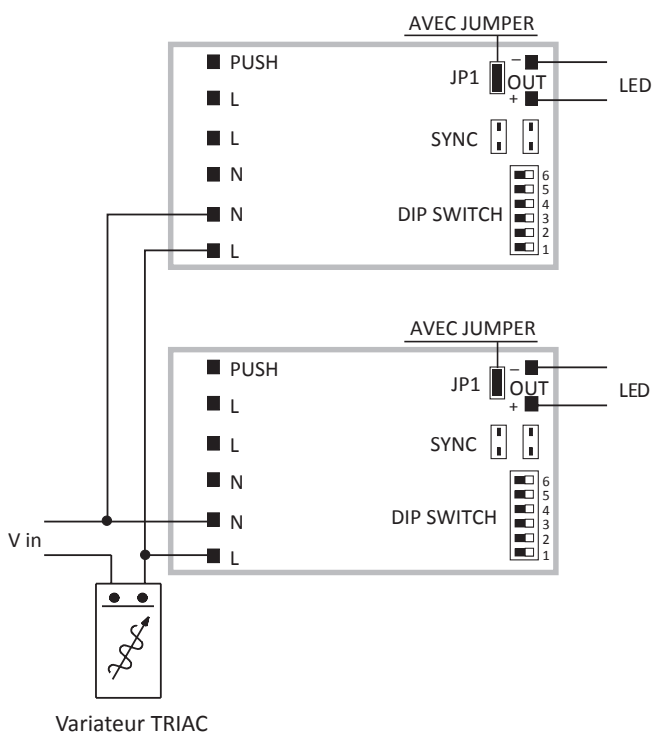 AVEC JUMPER
PUSH
L
L
N
N
L
JP1
–
OUT
+
LED
SYNC
DIP SWITCH
6
5
4
3
2
1
AVEC JUMPER
PUSH
L
L
N
N
L
JP1
–
OUT
+
LED
SYNC
DIP SWITCH
6
5
4
3
2
1
V in
Variateur TRIAC